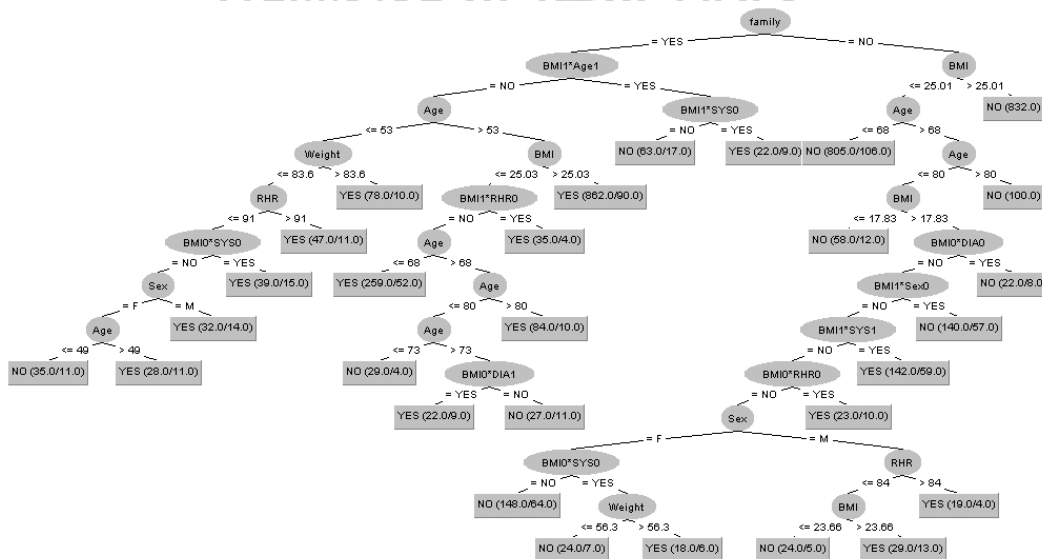 family
= YES = NO
BMI1*Age1 BMI
= NO = YES <= 25.01 > 25.01
Age BMI1*SYS0 Age NO (832.0)
<= 53 > 53 = NO = YES <= 68 > 68
Weight BMI NO (63.0/17.0) YES (22.0/9.0) NO (805.0/106.0) Age
<= 83.6 > 83.6 <= 25.03 > 25.03 <= 80 > 80
RHR YES (78.0/10.0) BMI1*RHR0 YES (862.0/90.0) BMI NO (100.0)
<= 91 > 91 = NO = YES <= 17.83 > 17.83
BMI0*SYS0 YES (47.0/11.0) Age YES (35.0/4.0) NO (58.0/12.0) BMI0*DIA0
= NO = YES <= 68 > 68 = NO = YES
Sex YES (39.0/15.0) YES (259.0/52.0) Age BMI1*Sex0 NO (22.0/8.0)
= F = M <= 80 > 80 = NO = YES
Age YES (32.0/14.0) Age YES (84.0/10.0) BMI1*SYS1 NO (140.0/57.0)
<= 49 > 49 <= 73 > 73 = NO = YES
NO (35.0/11.0) YES (28.0/11.0) NO (29.0/4.0) BMI0*DIA1 BMI0*RHR0 YES (142.0/59.0)
= YES = NO = NO = YES
YES (22.0/9.0) NO (27.0/11.0) Sex YES (23.0/10.0)
= F = M
BMI0*SYS0 RHR
= NO = YES <= 84 > 84
NO (148.0/64.0) Weight BMI YES (19.0/4.0)
<= 56.3 > 56.3 <= 23.66 > 23.66
NO (24.0/7.0) YES (18.0/6.0) NO (24.0/5.0) YES (29.0/13.0)